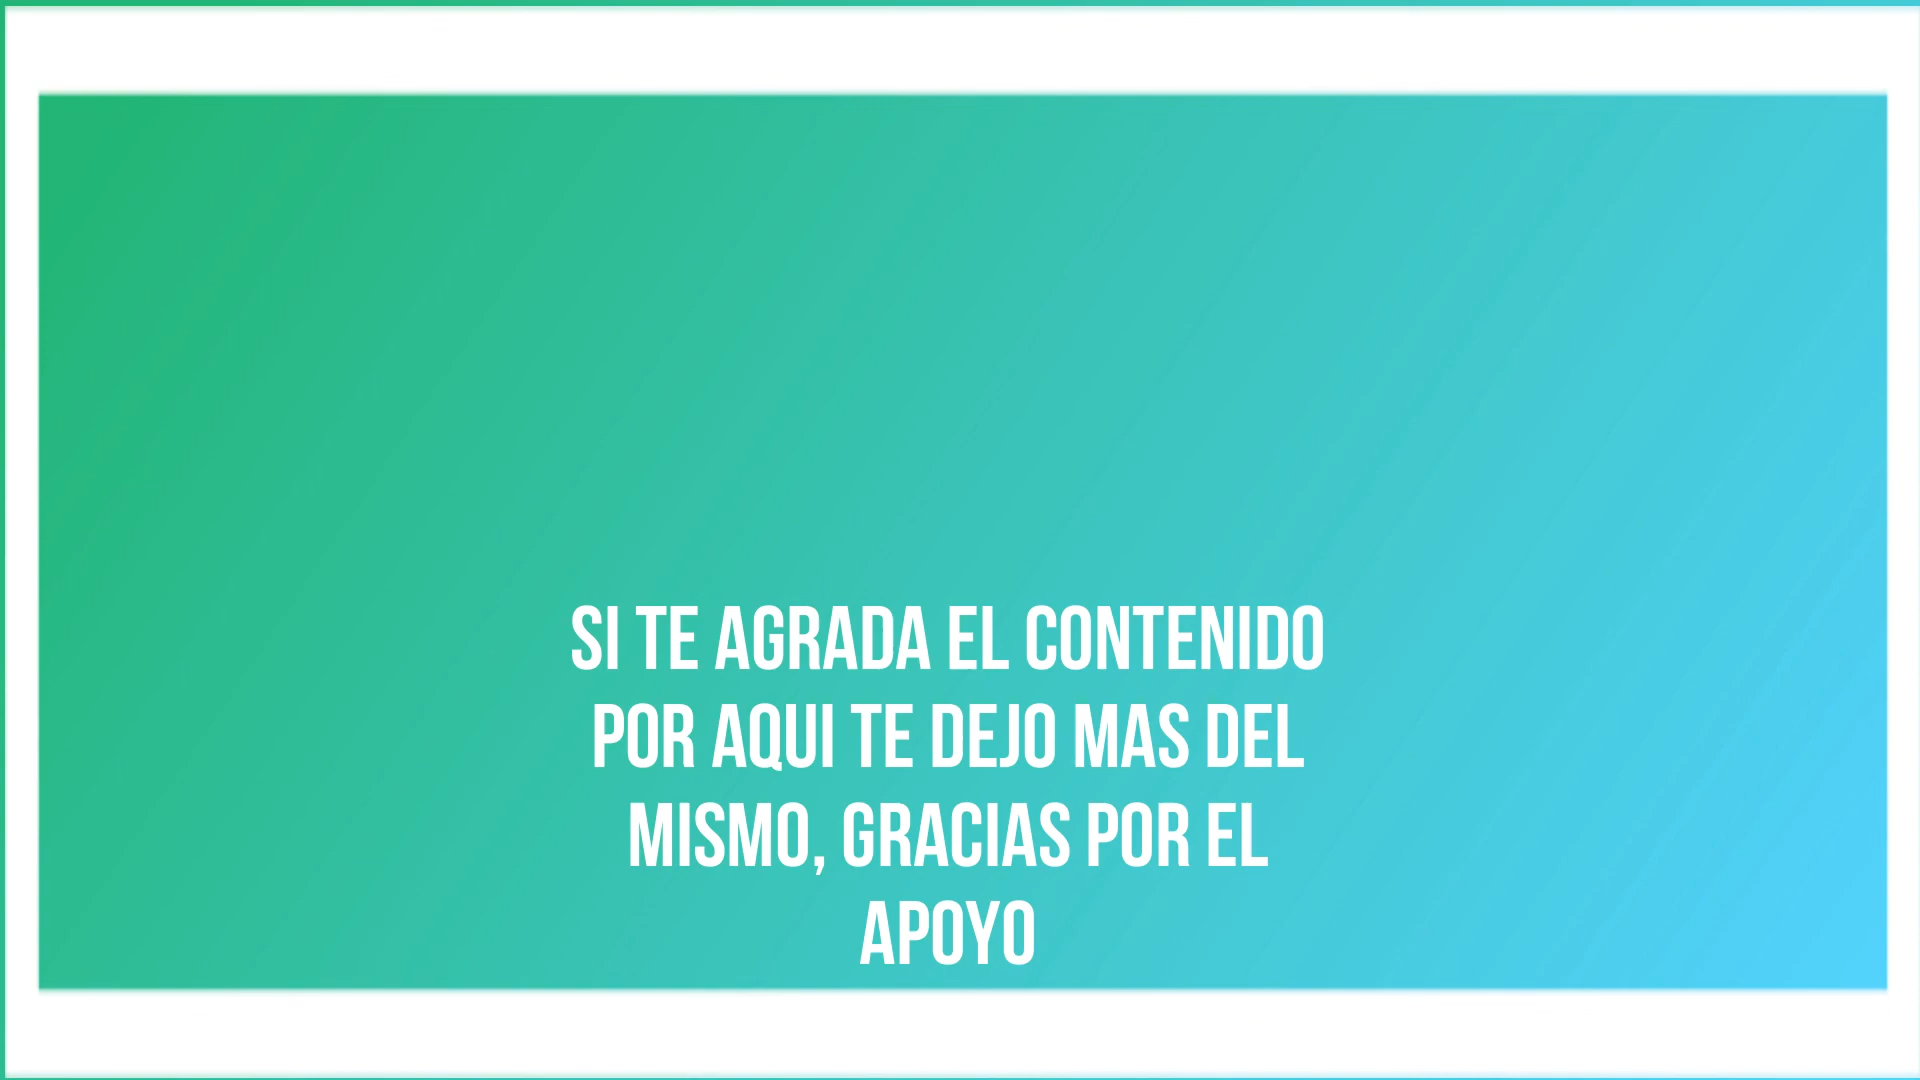 SI TE AGRADA EL CONTENIDO
POR AQUI TE DEJO MAS DEL
MISMO, GRACIAS POR EL
APOYO